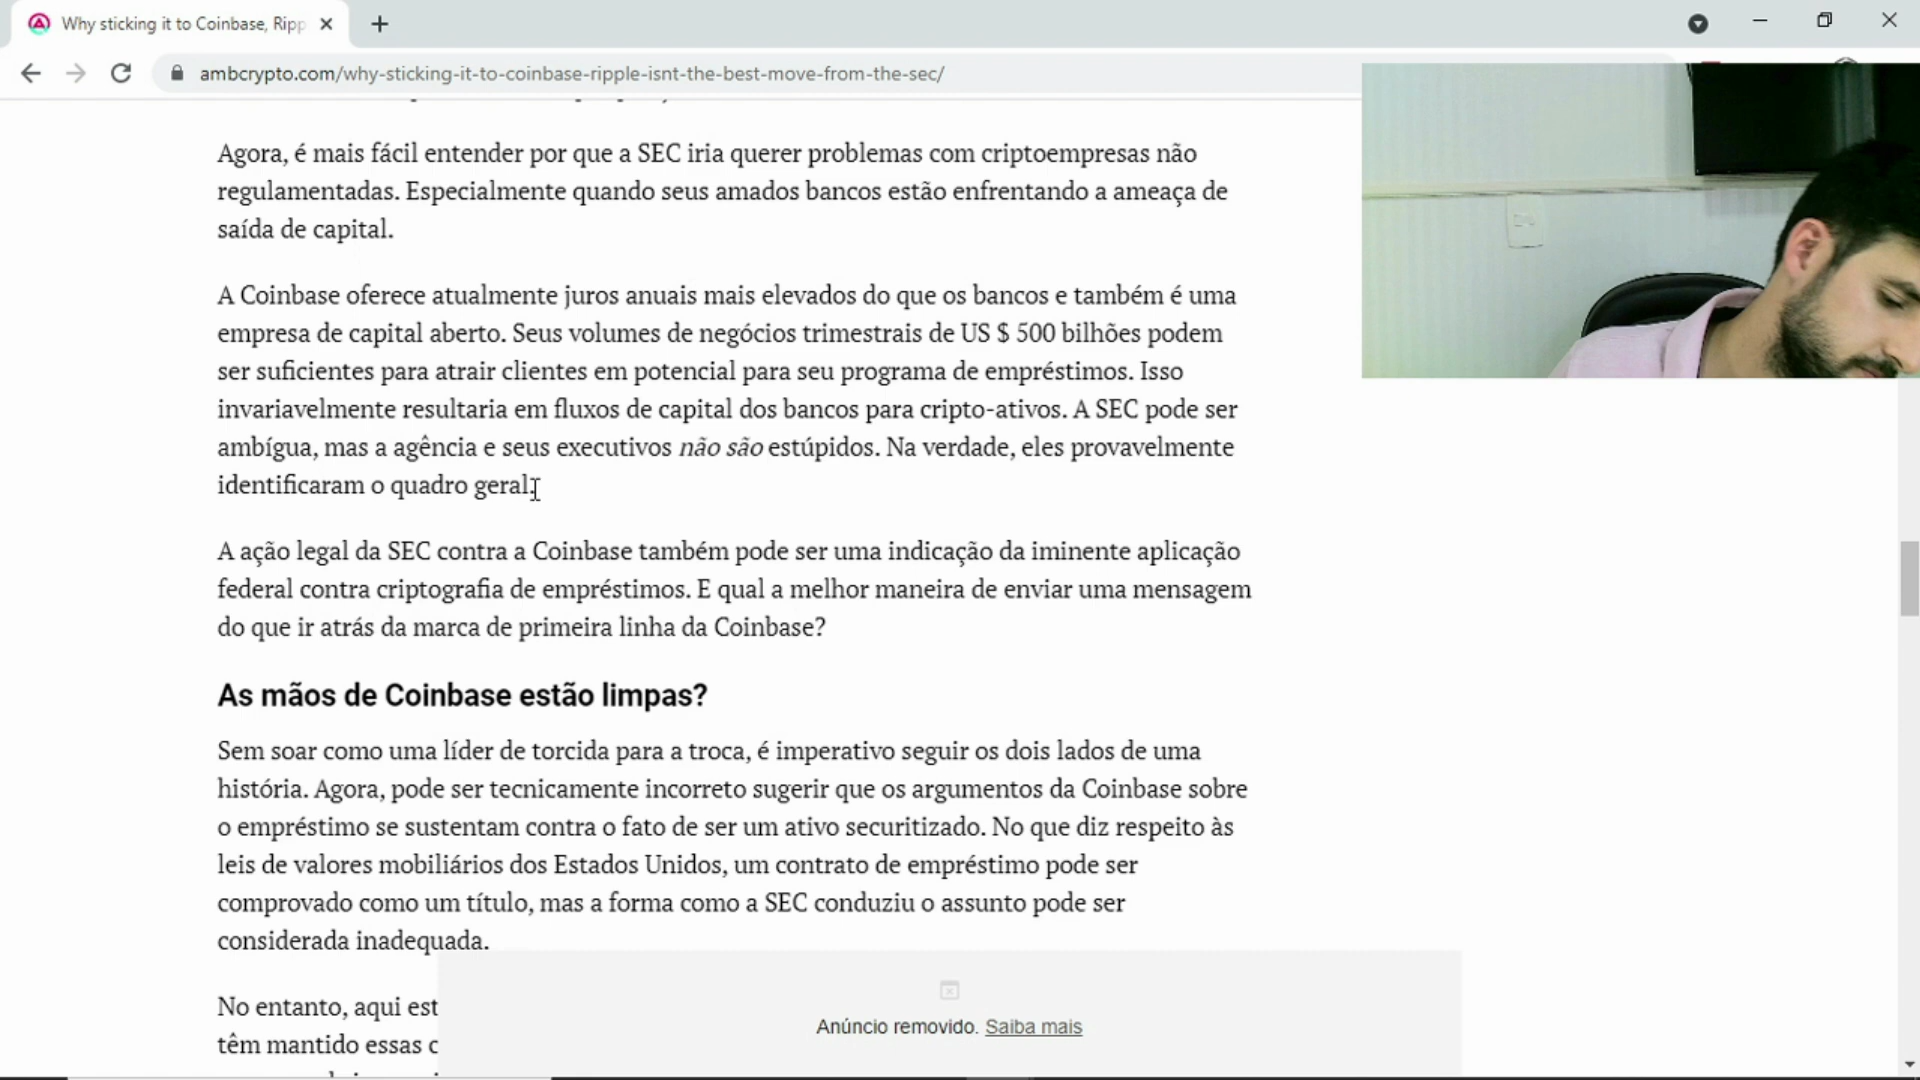 Why sticking it to Coinbase, Ripp
ambcrypto.com/why-sticking-it-to-coinbase-ripple-isnt-the-best-move-from-the-sec/
Agora, é mais fácil entender por que a SEC iria querer problemas com criptoempresas não
regulamentadas. Especialmente quando seus amados bancos estão enfrentando a ameaça de
saída de capital.
A Coinbase oferece atualmente juros anuais mais elevados do que os bancos e também é uma
empresa de capital aberto. Seus volumes de negócios trimestrais de US $ 500 bilhões podem
ser suficientes para atrair clientes em potencial para seu programa de empréstimos. Isso
invariavelmente resultaria em fluxos de capital dos bancos para cripto-ativos. A SEC pode ser
ambígua, mas a agência e seus executivos não são estúpidos. Na verdade, eles provavelmente
identificaram o quadro geral.
A ação legal da SEC contra a Coinbase também pode ser uma indicação da iminente aplicação
federal contra criptografia de empréstimos. E qual a melhor maneira de enviar uma mensagem
do que ir atrás da marca de primeira linha da Coinbase?
As mãos de Coinbase estão limpas?
Sem soar como uma líder de torcida para a troca, é imperativo seguir os dois lados de uma
história. Agora, pode ser tecnicamente incorreto sugerir que os argumentos da Coinbase sobre
o empréstimo se sustentam contra o fato de ser um ativo securitizado. No que diz respeito às
leis de valores mobiliários dos Estados Unidos, um contrato de empréstimo pode ser
comprovado como um título, mas a forma como a SEC conduziu o assunto pode ser
considerada inadequada.
No entanto, aqui est
têm mantido essas c
Anúncio removido. Saiba mais